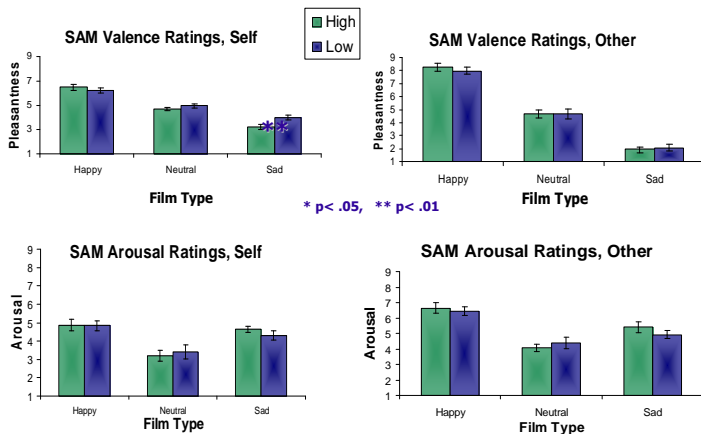 High
Low
SAM Valence Ratings, Self
Pleasantness
9
7
5
3
1
**
Happy Neutral Sad
Film Type
SAM Valence Ratings, Other
Pleasantness
9
8
7
6
5
4
3
2
1
Happy Neutral Sad
Film Type
* p< .05, ** p< .01
SAM Arousal Ratings, Self
Arousal
9
8
7
6
5
4
3
2
1
Happy Neutral Sad
Film Type
SAM Arousal Ratings, Other
Arousal
9
8
7
6
5
4
3
2
1
Happy Neutral Sad
Film Type